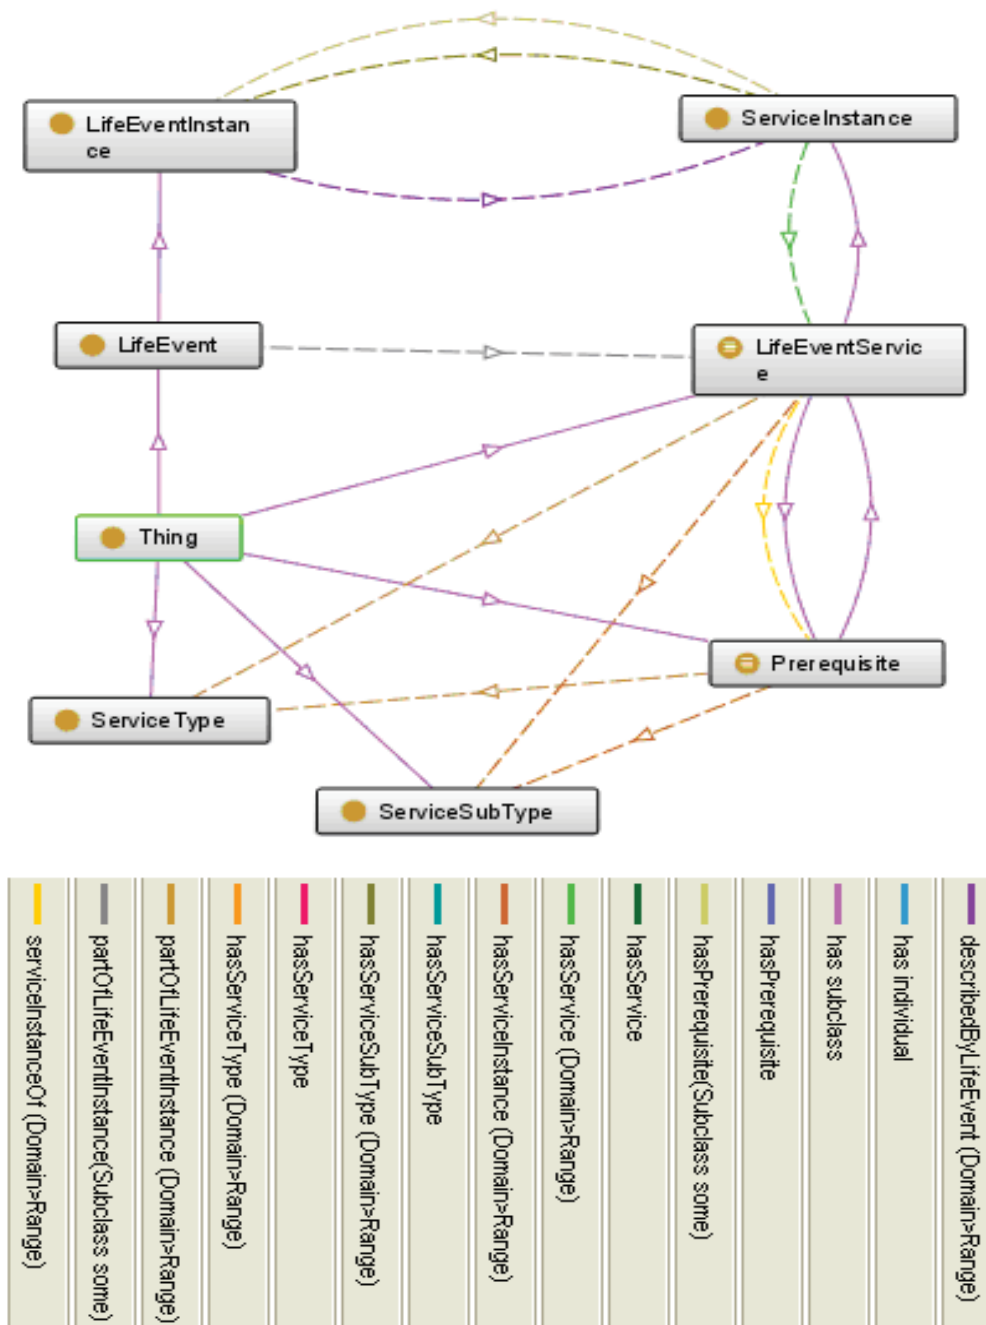 LifeEventInstan
ce
ServiceInstance
LifeEvent
LifeEventServic
e
Thing
Prerequisite
ServiceType
ServiceSubType
serviceInstanceOf (Domain>Range)
partOfLifeEventInstance(Subclass some)
partOfLifeEventInstance (Domain>Range)
hasServiceType (Domain>Range)
hasServiceType
hasServiceSubType (Domain>Range)
hasServiceSubType
hasServiceInstance (Domain>Range)
hasService (Domain>Range)
hasService
hasPrerequisite(Subclass some)
hasPrerequisite
has subclass
has individual
describedByLifeEvent (Domain>Range)